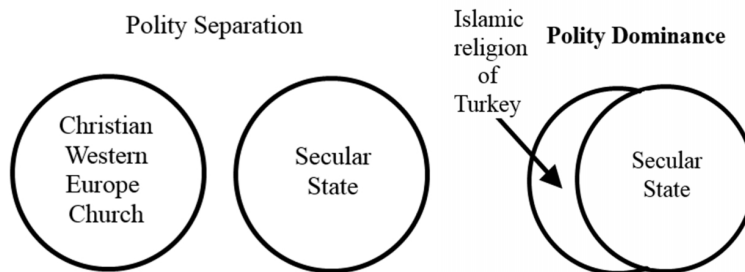 Polity Separation
Christian
Western
Europe
Church
Secular
State
Islamic
religion
of
Turkey
Polity Dominance
Secular
State